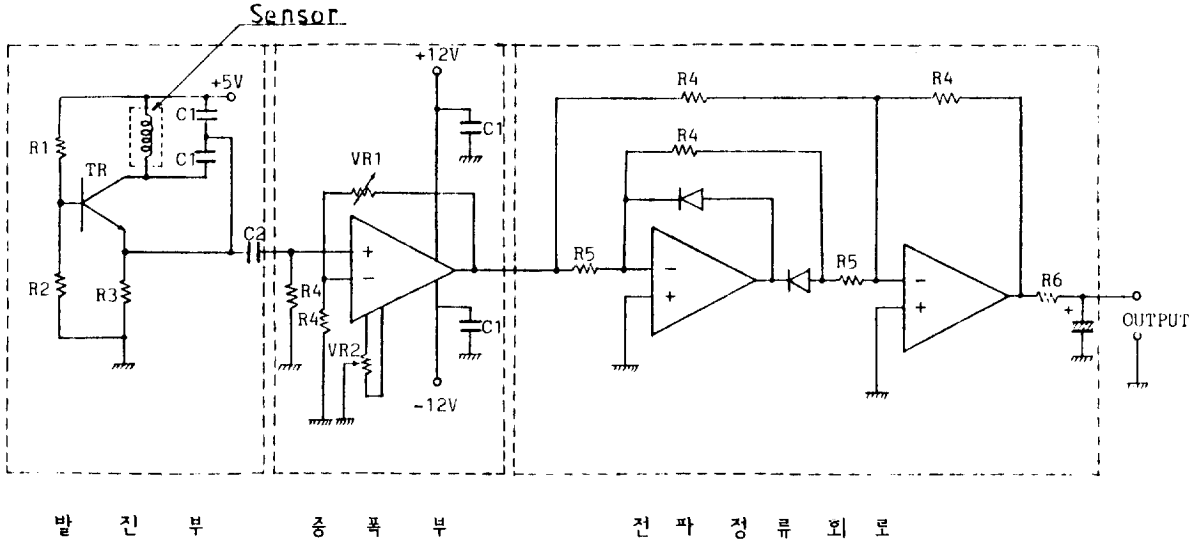 Sensor
+5V
+12V
R1
C1
C1
TR
VR1
C1
R4
R4
R4
C2
+
−
R5
−
+
R5
−
+
R6
+
R2
R3
R4
R4
VR2
C1
−12V
OUTPUT
발 진 부
증 폭 부
전 파 정 류 회 로